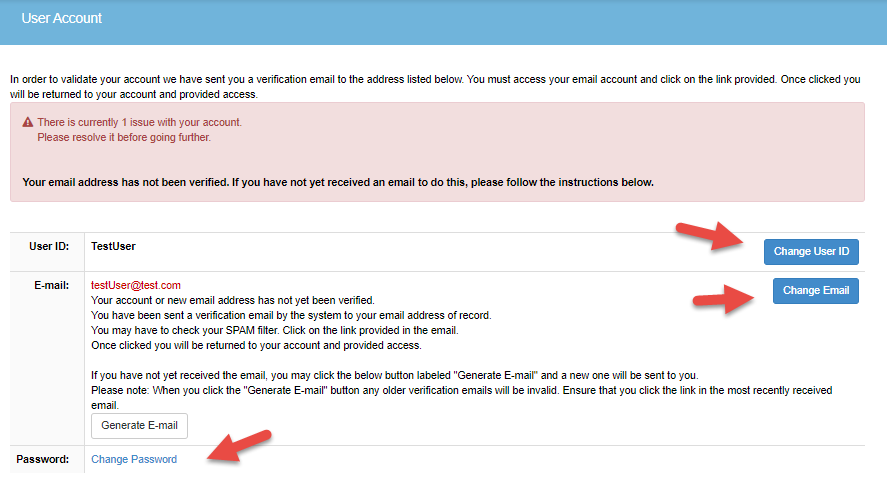 User Account
In order to validate your account we have sent you a verification email to the address listed below. You must access your email account and click on the link provided. Once clicked you
will be returned to your account and provided access.
There is currently 1 issue with your account.
Please resolve it before going further.
Your email address has not been verified. If you have not yet received an email to do this, please follow the instructions below.
User ID: TestUser Change User ID
E-mail: testUser@test.com Change Email
Your account or new email address has not yet been verified.
You have been sent a verification email by the system to your email address of record.
You may have to check your SPAM filter. Click on the link provided in the email.
Once clicked you will be returned to your account and provided access.
If you have not yet received the email, you may click the below button labeled "Generate E-mail" and a new one will be sent to you.
Please note: When you click the "Generate E-mail" button any older verification emails will be invalid. Ensure that you click the link in the most recently received
email.
Generate E-mail
Password: Change Password